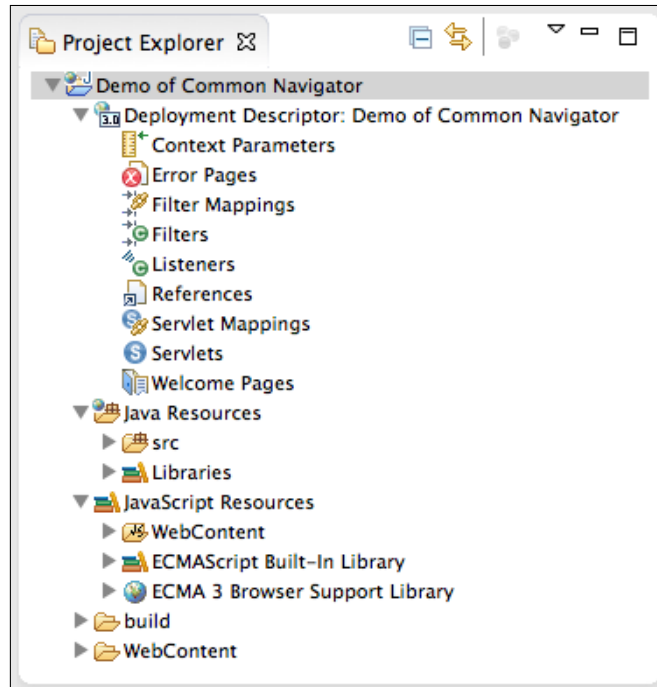 Project Explorer
Demo of Common Navigator
3.0 Deployment Descriptor: Demo of Common Navigator
Context Parameters
Error Pages
Filter Mappings
Filters
Listeners
References
Servlet Mappings
Servlets
Welcome Pages
Java Resources
src
Libraries
JavaScript Resources
WebContent
ECMAScript Built-In Library
ECMA 3 Browser Support Library
build
WebContent